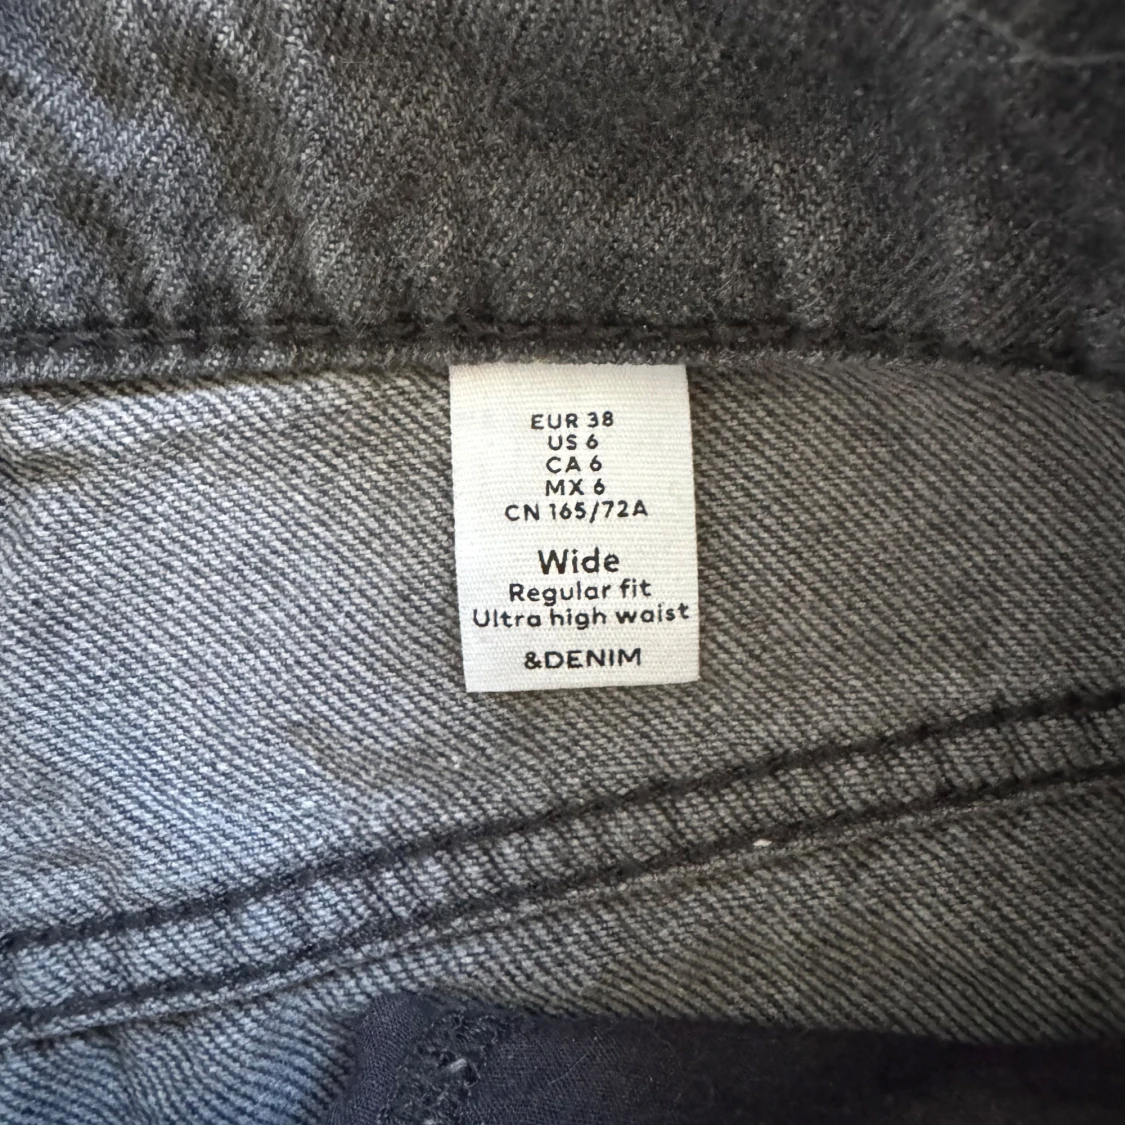 EUR 38
US 6
CA 6
MX 6
CN 165/72A
Wide
Regular fit
Ultra high waist
&DENIM